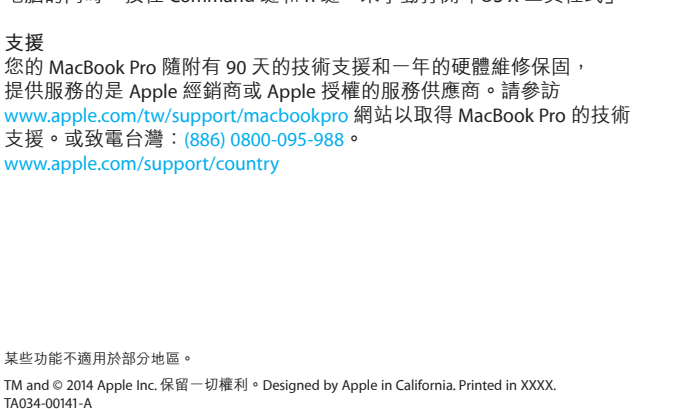 支援
您的 MacBook Pro 隨附有 90 天的技術支援和一年的硬體維修保固，
提供服務的是 Apple 經銷商或 Apple 授權的服務供應商。請參訪
www.apple.com/tw/support/macbookpro 網站以取得 MacBook Pro 的技術
支援。或致電台灣：(886) 0800-095-988。
www.apple.com/support/country
某些功能不適用於部分地區。
TM and © 2014 Apple Inc. 保留一切權利。Designed by Apple in California. Printed in XXXX.
TA034-00141-A